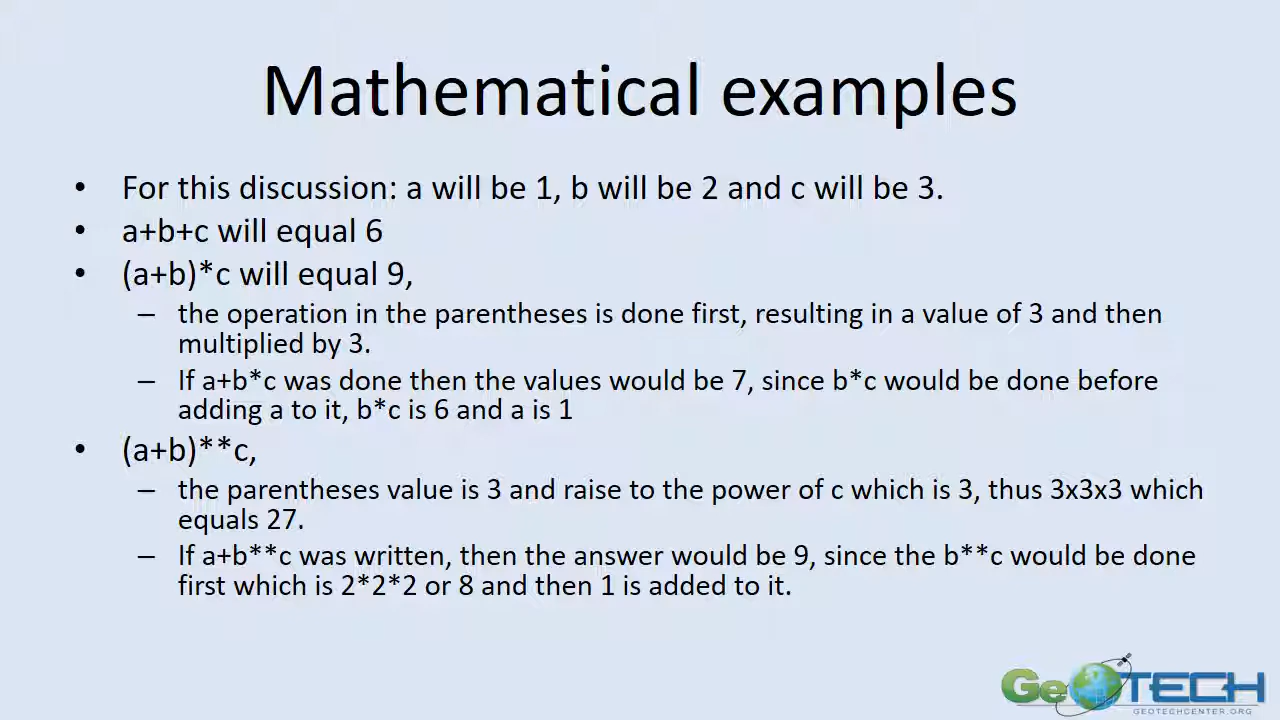 Mathematical examples
• For this discussion: a will be 1, b will be 2 and c will be 3.
• a+b+c will equal 6
• (a+b)*c will equal 9,
– the operation in the parentheses is done first, resulting in a value of 3 and then
multiplied by 3.
– If a+b*c was done then the values would be 7, since b*c would be done before
adding a to it, b*c is 6 and a is 1
• (a+b)**c,
– the parentheses value is 3 and raise to the power of c which is 3, thus 3x3x3 which
equals 27.
– If a+b**c was written, then the answer would be 9, since the b**c would be done
first which is 2*2*2 or 8 and then 1 is added to it.
GeoTECH
GEOTECHCENTER.ORG